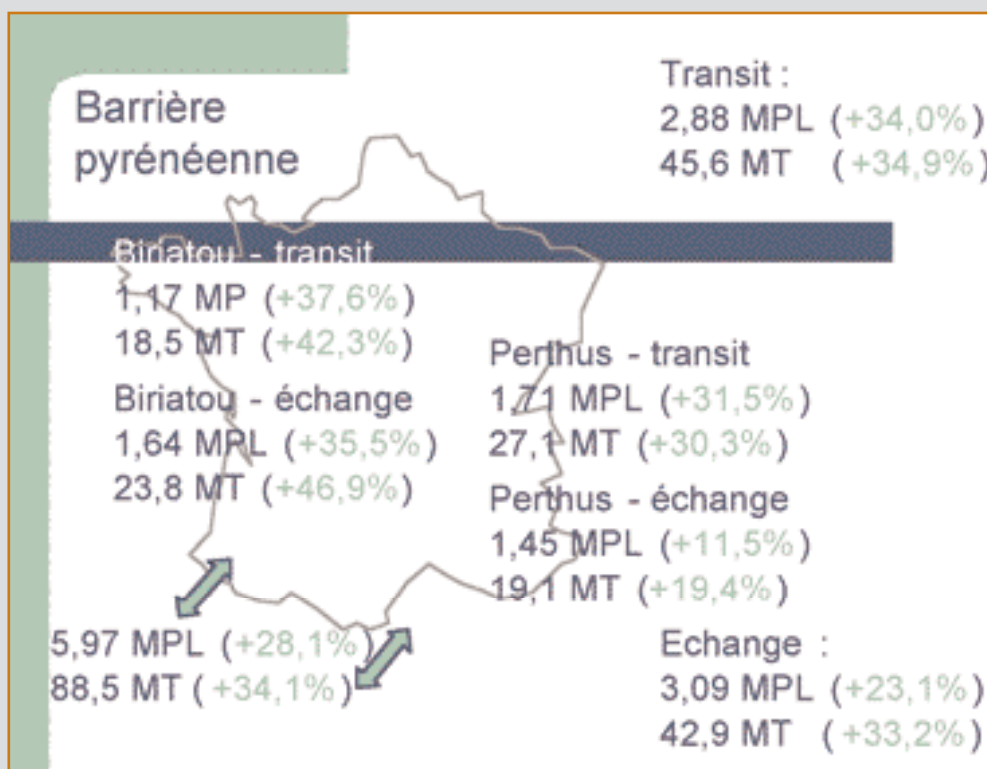 Barrière
pyrénéenne
Transit :
2,88 MPL (+34,0%)
45,6 MT (+34,9%)
Biriatou - transit
1,17 MP (+37,6%)
18,5 MT (+42,3%)
Biriatou - échange
1,64 MPL (+35,5%)
23,8 MT (+46,9%)
Perthus - transit
1,71 MPL (+31,5%)
27,1 MT (+30,3%)
Perthus - échange
1,45 MPL (+11,5%)
19,1 MT (+19,4%)
5,97 MPL (+28,1%)
88,5 MT (+34,1%)
Echange :
3,09 MPL (+23,1%)
42,9 MT (+33,2%)